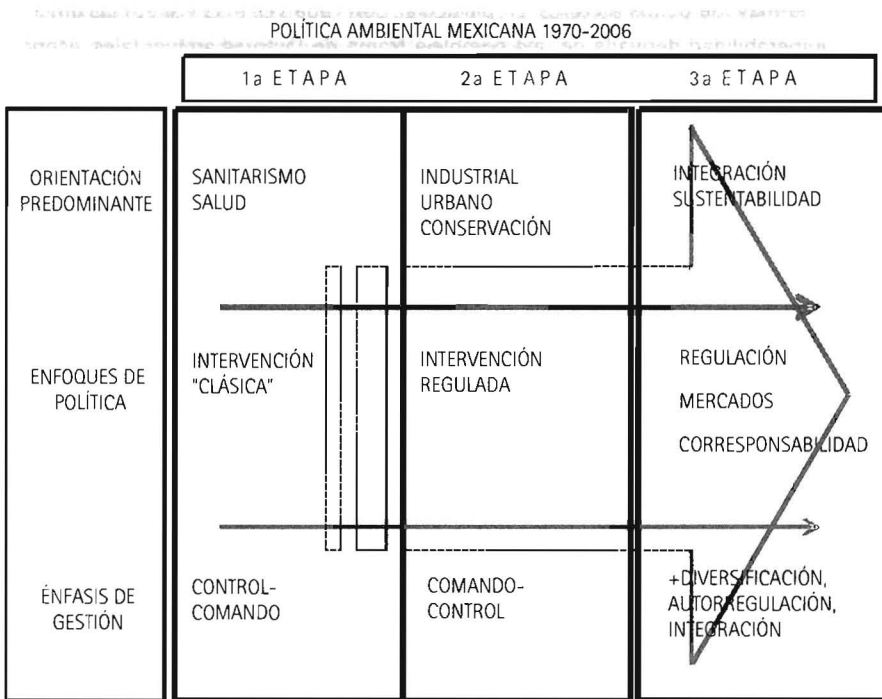 POLÍTICA AMBIENTAL MEXICANA 1970-2006
1a ETAPA
2a ETAPA
3a ETAPA
ORIENTACIÓN
PREDOMINANTE
SANITARISMO
SALUD
INDUSTRIAL
URBANO
CONSERVACIÓN
INTEGRACIÓN
SUSTENTABILIDAD
ENFOQUES DE
POLÍTICA
INTERVENCIÓN
"CLÁSICA"
INTERVENCIÓN
REGULADA
REGULACIÓN
MERCADOS
CORRESPONSABILIDAD
ÉNFASIS DE
GESTIÓN
CONTROL-
COMANDO
COMANDO-
CONTROL
+DIVERSIFICACIÓN,
AUTORREGULACIÓN,
INTEGRACIÓN